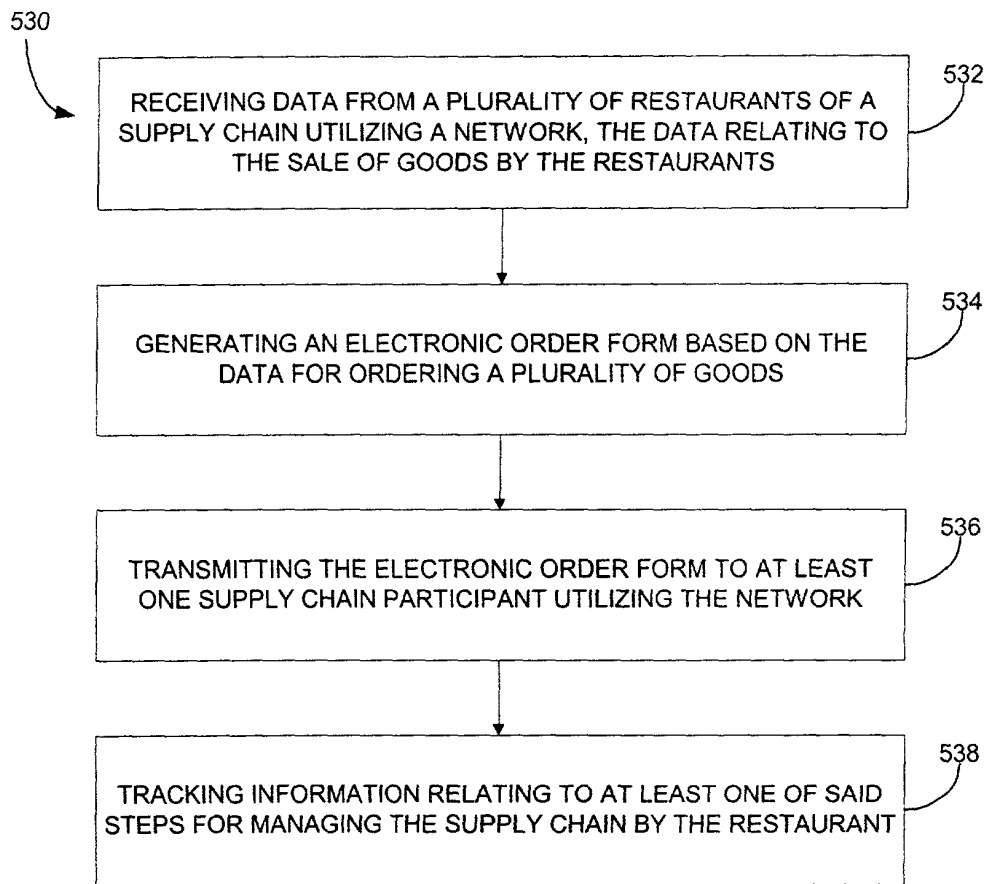 530
532
RECEIVING DATA FROM A PLURALITY OF RESTAURANTS OF A
SUPPLY CHAIN UTILIZING A NETWORK, THE DATA RELATING TO
THE SALE OF GOODS BY THE RESTAURANTS
534
GENERATING AN ELECTRONIC ORDER FORM BASED ON THE
DATA FOR ORDERING A PLURALITY OF GOODS
536
TRANSMITTING THE ELECTRONIC ORDER FORM TO AT LEAST
ONE SUPPLY CHAIN PARTICIPANT UTILIZING THE NETWORK
538
TRACKING INFORMATION RELATING TO AT LEAST ONE OF SAID
STEPS FOR MANAGING THE SUPPLY CHAIN BY THE RESTAURANT